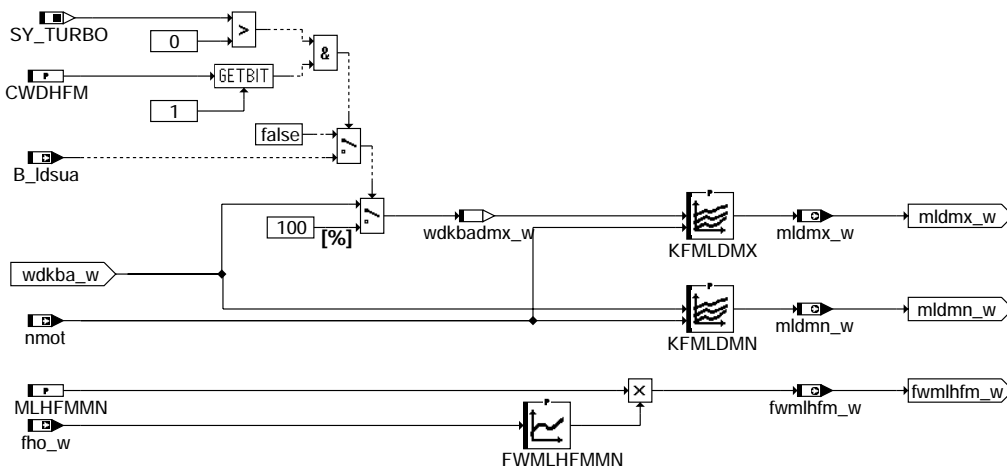 SY_TURBO
0
>
&
P
CWDHFM
GETBIT
1
false
B_ldsua
100
[%]
wdkbadmx_w
P
KFMLDMX
mldmx_w
mldmx_w
wdkba_w
nmot
P
KFMLDMN
mldmn_w
mldmn_w
P
MLHFMMN
×
fwmlhfm_w
fwmlhfm_w
fho_w
P
FWMLHFMMN